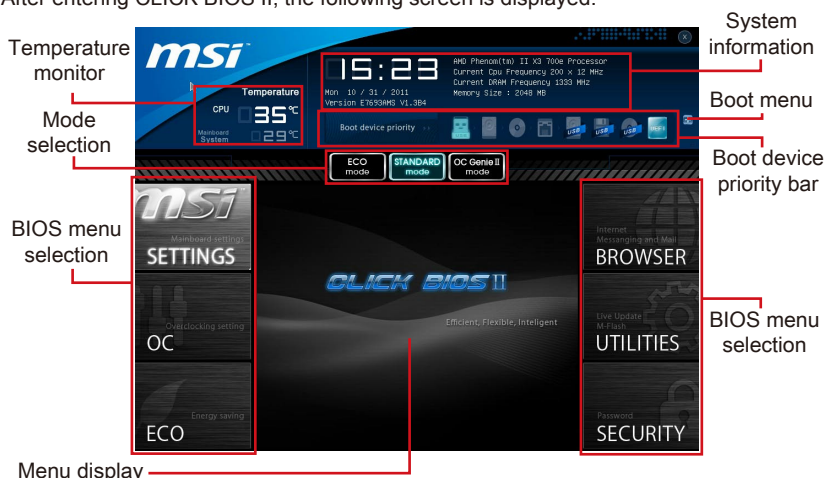 After entering CLICK BIOS II, the following screen is displayed:
System
information
Temperature
monitor
msi
15:23
Mon 10 / 31 / 2011
Version E7693AMS V1.3B4
AMD Phenom(tm) II X3 700e Processor
Current Cpu Frequency 200 x 12 MHz
Current DRAM Frequency 1333 MHz
Memory Size : 2048 MB
Temperature
CPU 35°C
Mainboard
System 29°C
Boot menu
Mode
selection
Boot device priority
USB
USB
USB
Boot device
priority bar
ECO
mode
STANDARD
mode
OC Genie II
mode
BIOS menu
selection
msi
Mainboard settings
SETTINGS
Internet
Messanging and Mail
BROWSER
CLICK BIOS II
Efficient, Flexible, Inteligent
Overclocking setting
OC
Live Update
M-Flash
UTILITIES
BIOS menu
selection
Energy saving
ECO
Password
SECURITY
Menu display